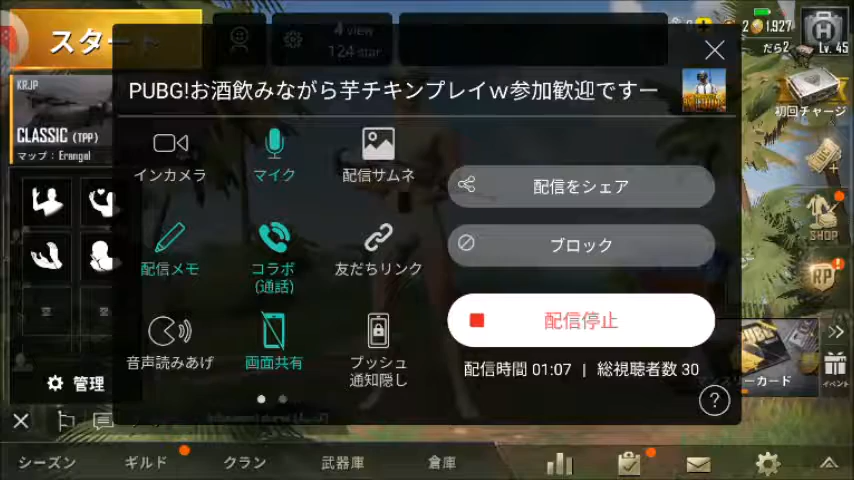 スタート
4 view
124 star
1,927
だら2
Lv. 45
PUBG!お酒飲みながら芋チキンプレイw参加歓迎ですー
KRJP
CLASSIC (TPP)
マップ : Erangel
初回チャージ
インカメラ
マイク
配信サムネ
配信をシェア
配信メモ
コラボ
(通話)
友だちリンク
ブロック
SHOP
RP
空
空
音声読みあげ
画面共有
プッシュ
通知隠し
配信停止
配信時間 01:07 | 総視聴者数 30
リーカード
イベント
管理
?
シーズン
ギルド
クラン
武器庫
倉庫